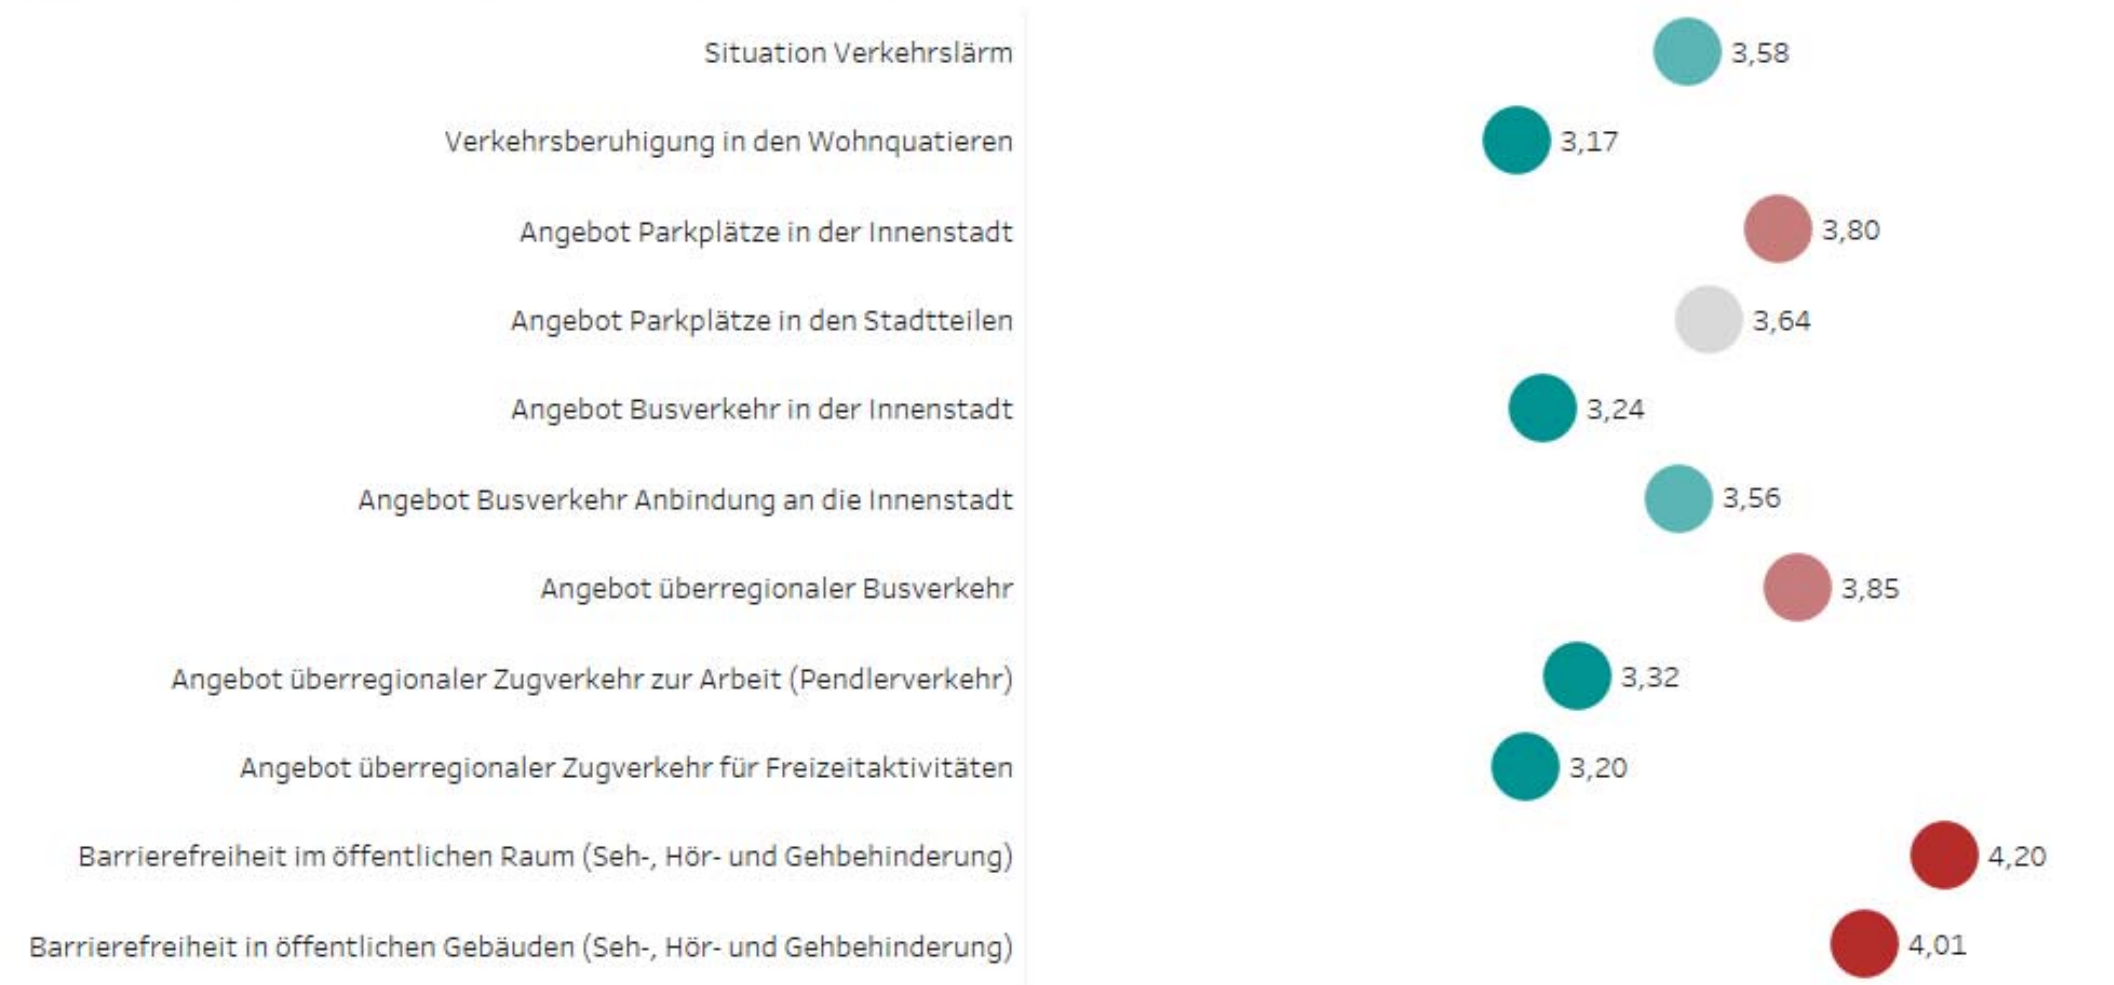 Situation Verkehrslärm 3,58
Verkehrsberuhigung in den Wohnquatieren 3,17
Angebot Parkplätze in der Innenstadt 3,80
Angebot Parkplätze in den Stadtteilen 3,64
Angebot Busverkehr in der Innenstadt 3,24
Angebot Busverkehr Anbindung an die Innenstadt 3,56
Angebot überregionaler Busverkehr 3,85
Angebot überregionaler Zugverkehr zur Arbeit (Pendlerverkehr) 3,32
Angebot überregionaler Zugverkehr für Freizeitaktivitäten 3,20
Barrierefreiheit im öffentlichen Raum (Seh-, Hör- und Gehbehinderung) 4,20
Barrierefreiheit in öffentlichen Gebäuden (Seh-, Hör- und Gehbehinderung) 4,01